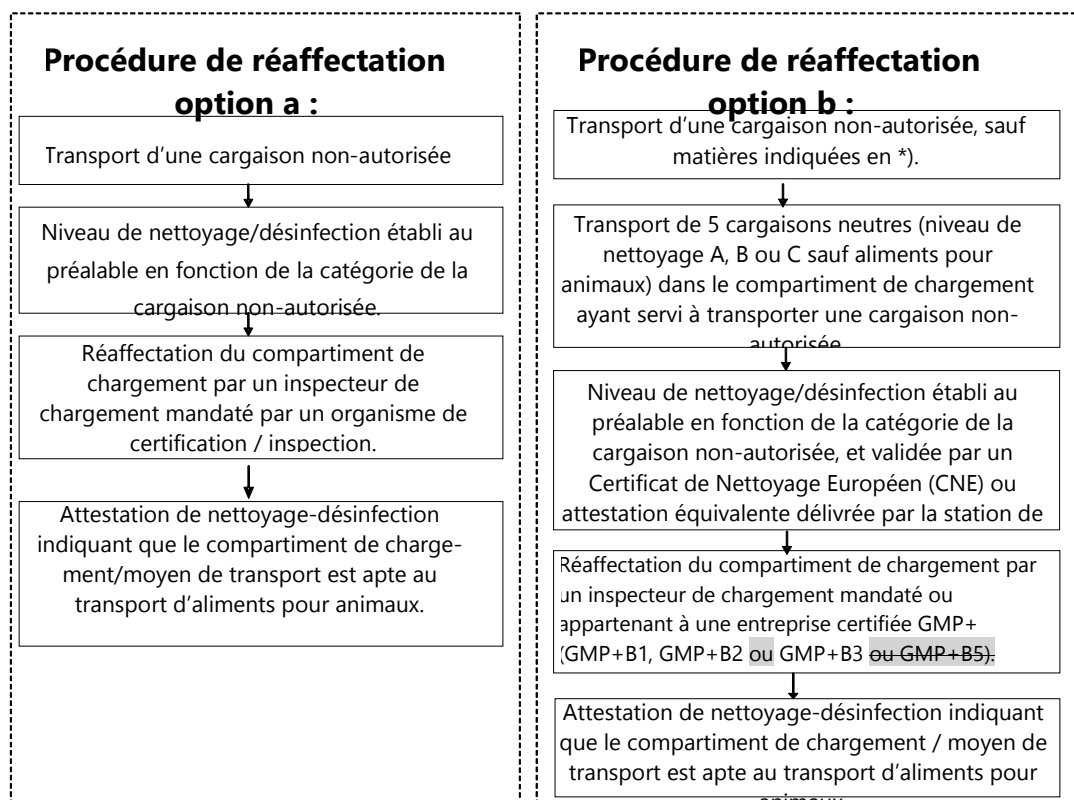 Procédure de réaffectation
option a :
Transport d’une cargaison non-autorisée
Niveau de nettoyage/désinfection établi au
préalable en fonction de la catégorie de la
cargaison non-autorisée.
Réaffectation du compartiment de
chargement par un inspecteur de
chargement mandaté par un organisme de
certification / inspection.
Attestation de nettoyage-désinfection
indiquant que le compartiment de charge-
ment/moyen de transport est apte au
transport d’aliments pour animaux.
Procédure de réaffectation
option b :
Transport d’une cargaison non-autorisée, sauf
matières indiquées en *).
Transport de 5 cargaisons neutres (niveau de
nettoyage A, B ou C sauf aliments pour
animaux) dans le compartiment de chargement
ayant servi à transporter une cargaison non-
autorisée
Niveau de nettoyage/désinfection établi au
préalable en fonction de la catégorie de la
cargaison non-autorisée, et validée par un
Certificat de Nettoyage Européen (CNE) ou
attestation équivalente délivrée par la station de
Réaffectation du compartiment de chargement par
un inspecteur de chargement mandaté ou
appartenant à une entreprise certifiée GMP+
(GMP+B1, GMP+B2 ou GMP+B3 ou GMP+B5).
Attestation de nettoyage-désinfection indiquant
que le compartiment de chargement / moyen de
transport est apte au transport d’aliments pour
animaux